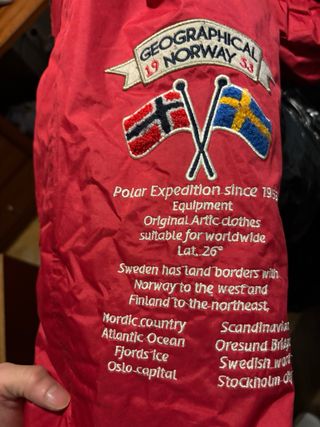 GEOGRAPHICAL
19 NORWAY 53
Polar Expedition since 195
Equipment
Original Artic clothes
suitable for worldwide
Lat. 26°
Sweden has land borders with
Norway to the west and
Finland to the northeast,
Nordic country
Atlantic Ocean
Fjords Ice
Oslo capital
Scandinavian
Oresund Bridge
Swedish
Stockholm